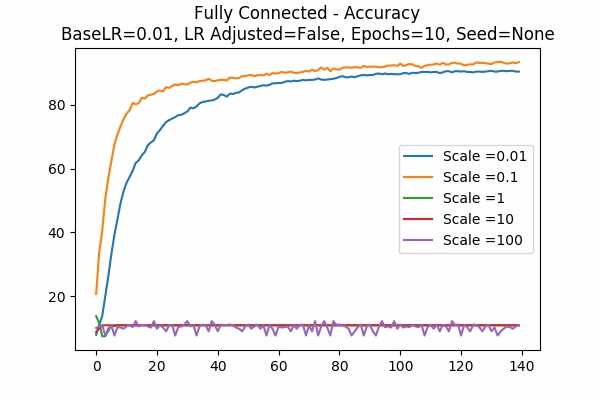 Fully Connected - Accuracy
BaseLR=0.01, LR Adjusted=False, Epochs=10, Seed=None
80
60
40
20
Scale =0.01
Scale =0.1
Scale =1
Scale =10
Scale =100
0 20 40 60 80 100 120 140